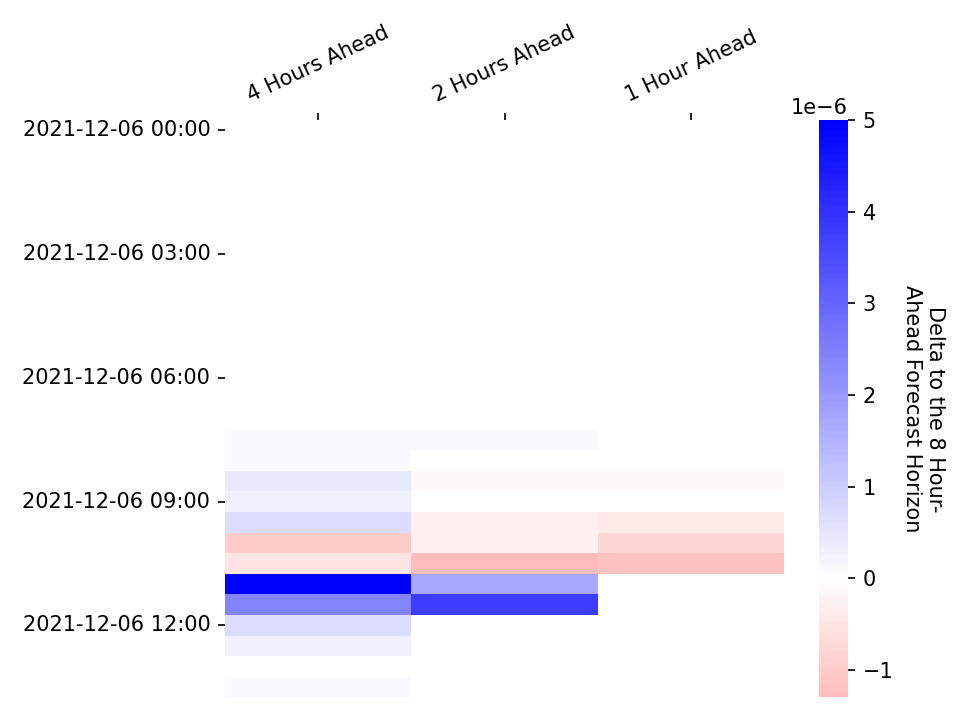 4 Hours Ahead
2 Hours Ahead
1 Hour Ahead
1e−6
2021-12-06 00:00
2021-12-06 03:00
2021-12-06 06:00
2021-12-06 09:00
2021-12-06 12:00
5
4
3
2
1
0
−1
Delta to the 8 Hour-
Ahead Forecast Horizon